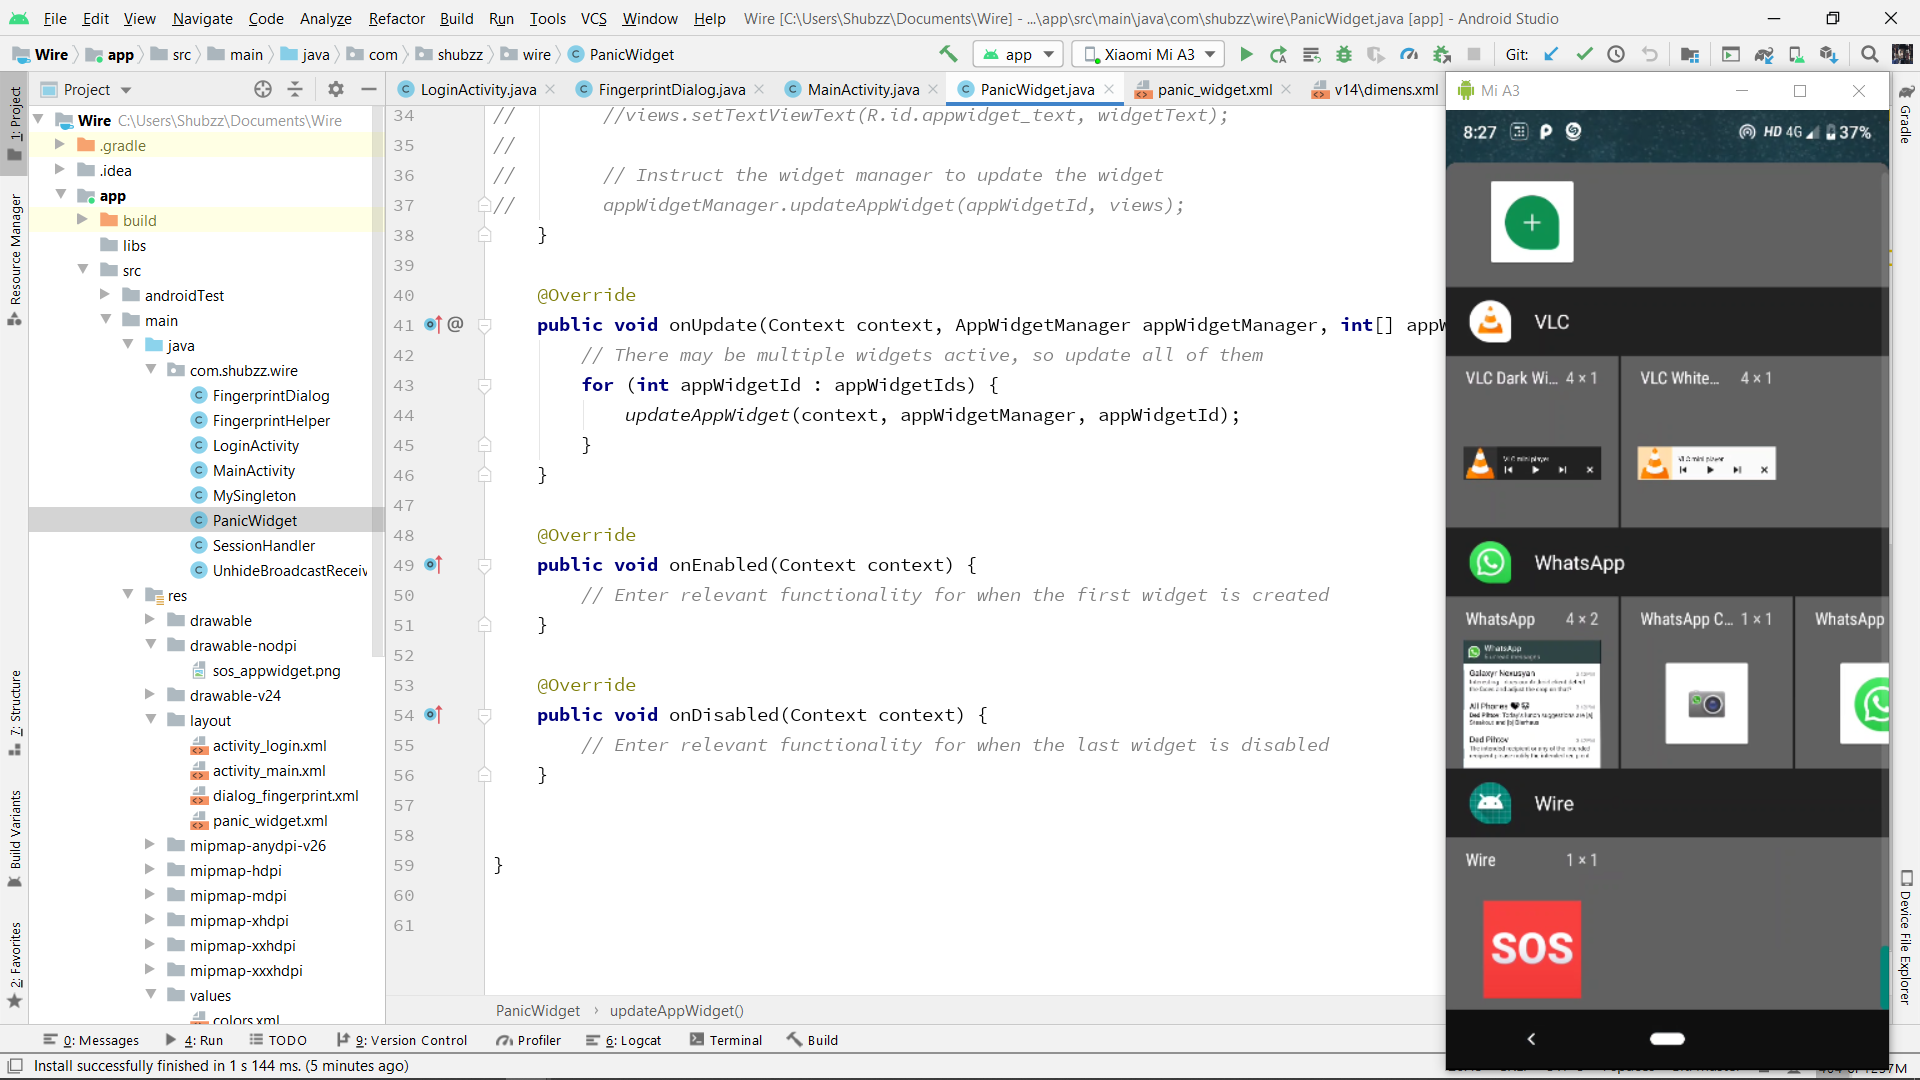 File Edit View Navigate Code Analyze Refactor Build Run Tools VCS Window Help Wire [C:\Users\Shubzz\Documents\Wire] - ...\app\src\main\java\com\shubzz\wire\PanicWidget.java [app] - Android Studio
Wire app src main java com shubzz wire PanicWidget app Xiaomi Mi A3 Git:
Project
LoginActivity.java FingerprintDialog.java MainActivity.java PanicWidget.java panic_widget.xml v14\dimens.xml
1: Project
Resource Manager
7: Structure
Build Variants
2: Favorites
Wire C:\Users\Shubzz\Documents\Wire
.gradle
.idea
app
build
libs
src
androidTest
main
java
com.shubzz.wire
FingerprintDialog
FingerprintHelper
LoginActivity
MainActivity
MySingleton
PanicWidget
SessionHandler
UnhideBroadcastReceiv
res
drawable
drawable-nodpi
sos_appwidget.png
drawable-v24
layout
activity_login.xml
activity_main.xml
dialog_fingerprint.xml
panic_widget.xml
mipmap-anydpi-v26
mipmap-hdpi
mipmap-mdpi
mipmap-xhdpi
mipmap-xxhdpi
mipmap-xxxhdpi
values
colors.xml
34 // //views.setTextViewText(R.id.appwidget_text, widgetText);
35 //
36 // // Instruct the widget manager to update the widget
37 // appWidgetManager.updateAppWidget(appWidgetId, views);
38 }
39
40 @Override
41 @ public void onUpdate(Context context, AppWidgetManager appWidgetManager, int[] appW
42 // There may be multiple widgets active, so update all of them
43 for (int appWidgetId : appWidgetIds) {
44 updateAppWidget(context, appWidgetManager, appWidgetId);
45 }
46 }
47
48 @Override
49 public void onEnabled(Context context) {
50 // Enter relevant functionality for when the first widget is created
51 }
52
53 @Override
54 public void onDisabled(Context context) {
55 // Enter relevant functionality for when the last widget is disabled
56 }
57
58
59 }
60
61
PanicWidget › updateAppWidget()
Mi A3
8:27 HD 4G 37%
VLC
VLC Dark Wi... 4 × 1 VLC White... 4 × 1
VLC mini player VLC mini player
WhatsApp
WhatsApp 4 × 2 WhatsApp C... 1 × 1 WhatsApp
WhatsApp
Galaxyr Nexusyan
All Phones
Ded Pihtov
Wire
Wire 1 × 1
SOS
Gradle
Device File Explorer
0: Messages 4: Run TODO 9: Version Control Profiler 6: Logcat Terminal Build
Install successfully finished in 1 s 144 ms. (5 minutes ago)